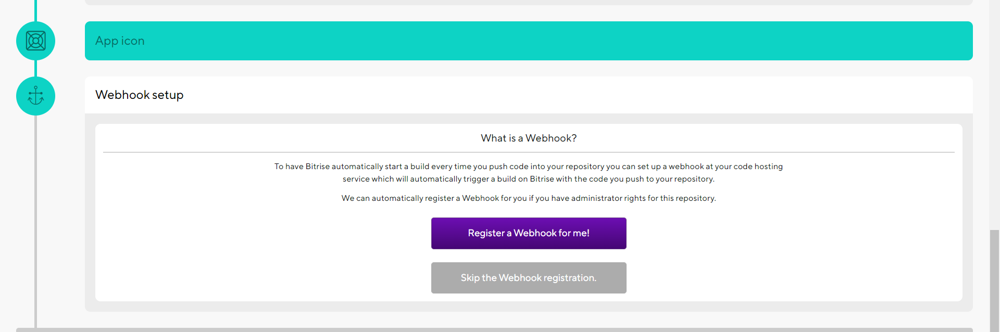 App icon
Webhook setup
What is a Webhook?
To have Bitrise automatically start a build every time you push code into your repository you can set up a webhook at your code hosting
service which will automatically trigger a build on Bitrise with the code you push to your repository.
We can automatically register a Webhook for you if you have administrator rights for this repository.
Register a Webhook for me!
Skip the Webhook registration.